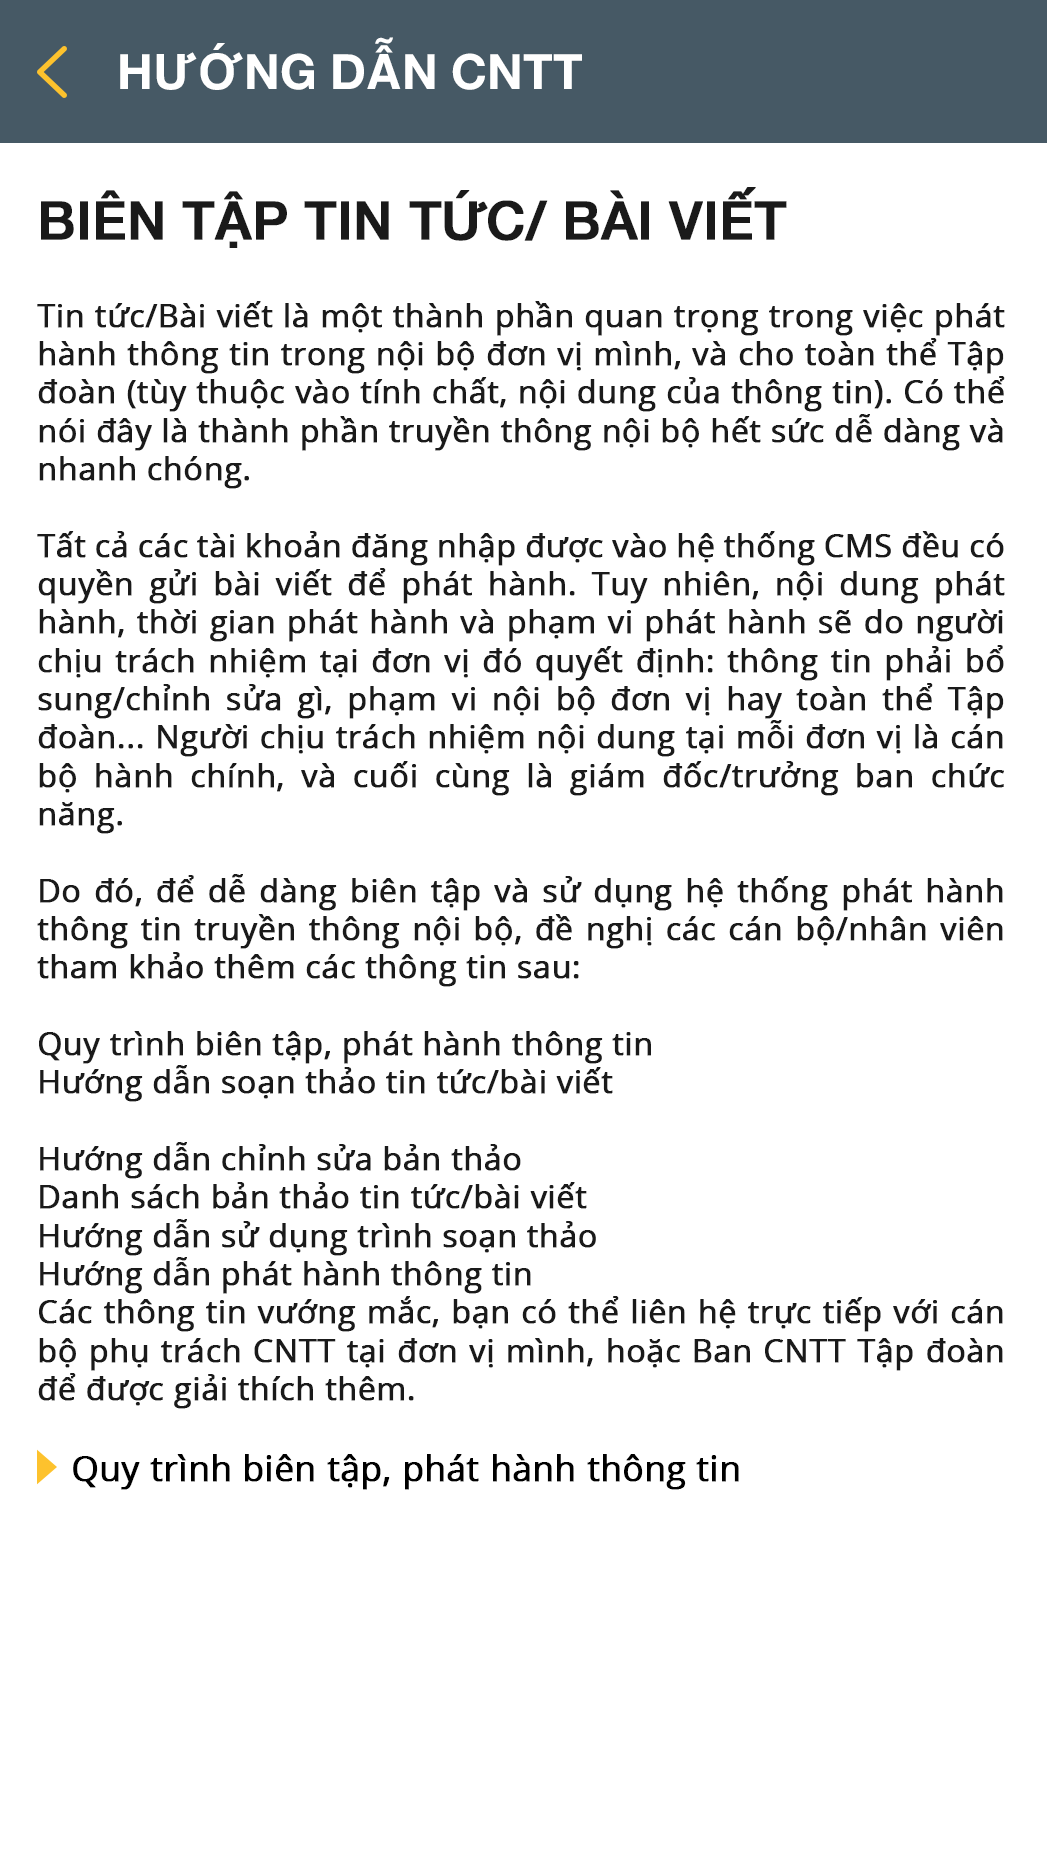 HƯỚNG DẪN CNTT
BIÊN TẬP TIN TỨC/ BÀI VIẾT
Tin tức/Bài viết là một thành phần quan trọng trong việc phát
hành thông tin trong nội bộ đơn vị mình, và cho toàn thể Tập
đoàn (tùy thuộc vào tính chất, nội dung của thông tin). Có thể
nói đây là thành phần truyền thông nội bộ hết sức dễ dàng và
nhanh chóng.
Tất cả các tài khoản đăng nhập được vào hệ thống CMS đều có
quyền gửi bài viết để phát hành. Tuy nhiên, nội dung phát
hành, thời gian phát hành và phạm vi phát hành sẽ do người
chịu trách nhiệm tại đơn vị đó quyết định: thông tin phải bổ
sung/chỉnh sửa gì, phạm vi nội bộ đơn vị hay toàn thể Tập
đoàn... Người chịu trách nhiệm nội dung tại mỗi đơn vị là cán
bộ hành chính, và cuối cùng là giám đốc/trưởng ban chức
năng.
Do đó, để dễ dàng biên tập và sử dụng hệ thống phát hành
thông tin truyền thông nội bộ, đề nghị các cán bộ/nhân viên
tham khảo thêm các thông tin sau:
Quy trình biên tập, phát hành thông tin
Hướng dẫn soạn thảo tin tức/bài viết
Hướng dẫn chỉnh sửa bản thảo
Danh sách bản thảo tin tức/bài viết
Hướng dẫn sử dụng trình soạn thảo
Hướng dẫn phát hành thông tin
Các thông tin vướng mắc, bạn có thể liên hệ trực tiếp với cán
bộ phụ trách CNTT tại đơn vị mình, hoặc Ban CNTT Tập đoàn
để được giải thích thêm.
Quy trình biên tập, phát hành thông tin